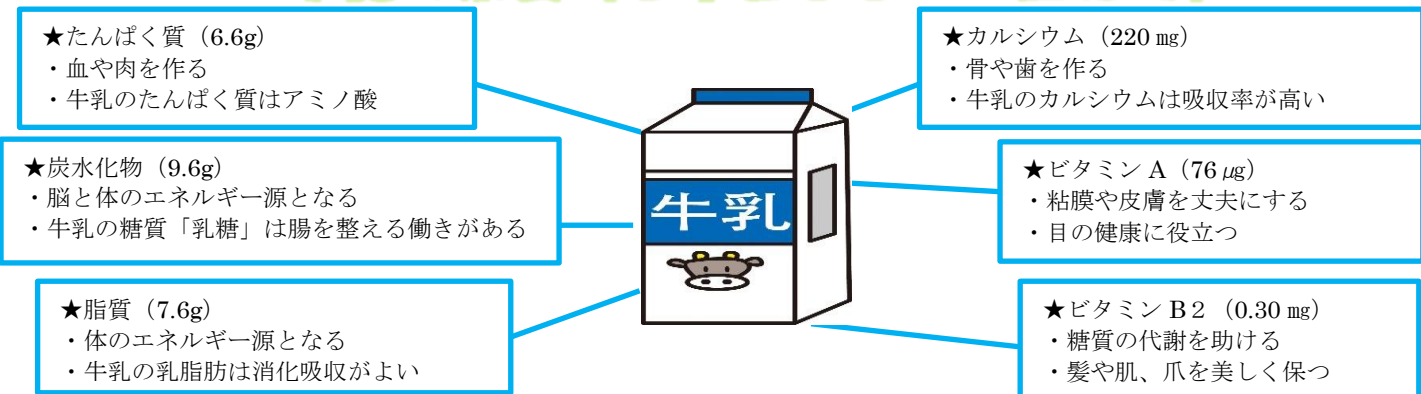 ★たんぱく質（6.6g）
・血や肉を作る
・牛乳のたんぱく質はアミノ酸
★炭水化物（9.6g）
・脳と体のエネルギー源となる
・牛乳の糖質「乳糖」は腸を整える働きがある
★脂質（7.6g）
・体のエネルギー源となる
・牛乳の乳脂肪は消化吸収がよい
牛乳
★カルシウム（220 ㎎）
・骨や歯を作る
・牛乳のカルシウムは吸収率が高い
★ビタミン A（76 ㎍）
・粘膜や皮膚を丈夫にする
・目の健康に役立つ
★ビタミン B２（0.30 ㎎）
・糖質の代謝を助ける
・髪や肌、爪を美しく保つ